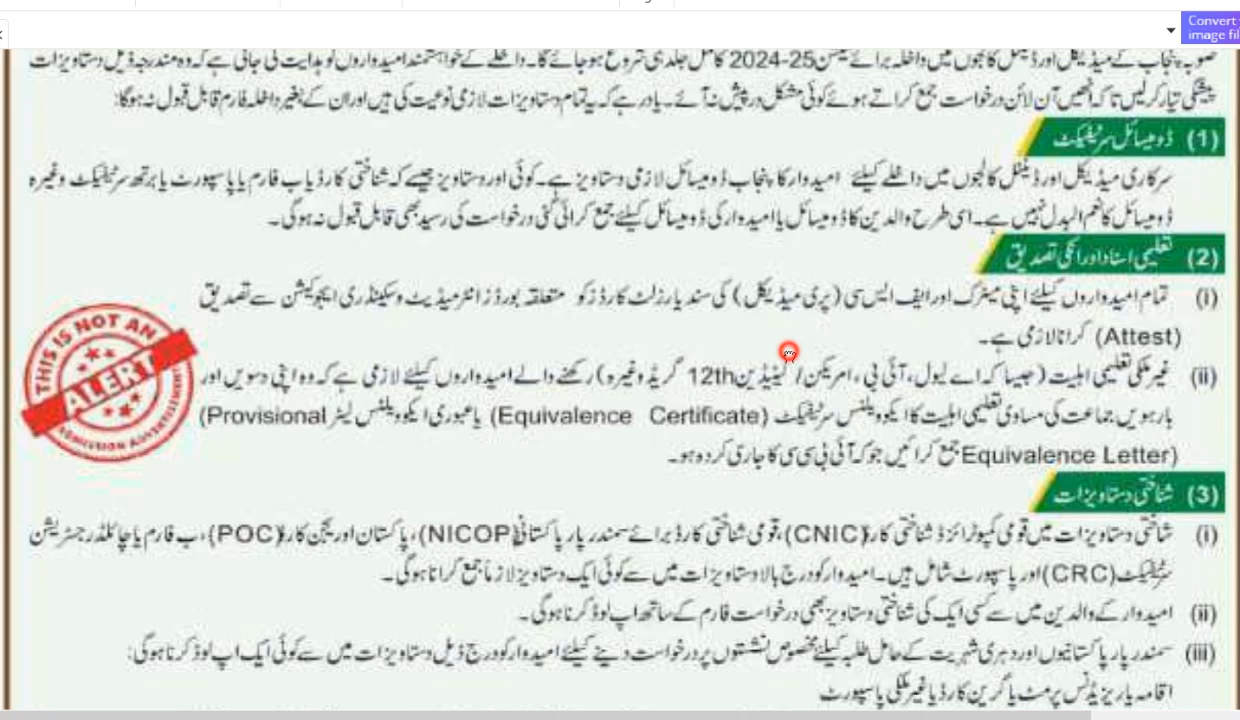 Convert
image fil
صوبہ پنجاب کے میڈیکل اور ڈینٹل کالجوں میں داخلہ برائے سیشن 2024-25 کا عمل جلد ہی شروع ہو جائے گا۔ داخلے کے خواہشمند امیدواروں کو ہدایت کی جاتی ہے کہ وہ مندرجہ ذیل دستاویزات
پیشگی تیار کر لیں تاکہ انھیں آن لائن درخواست جمع کراتے ہوئے کوئی مشکل درپیش نہ آئے۔ یاد رہے کہ یہ تمام دستاویزات لازمی نوعیت کی ہیں اور ان کے بغیر داخلہ فارم قابل قبول نہ ہوگا:
(1) ڈومیسائل سرٹیفکیٹ
سرکاری میڈیکل اور ڈینٹل کالجوں میں داخلے کیلئے امیدوار کا پنجاب ڈومیسائل لازمی دستاویز ہے۔ کوئی اور دستاویز جیسے کہ شناختی کارڈ یا ب فارم یا پاسپورٹ یا برتھ سرٹیفکیٹ وغیرہ
ڈومیسائل کا نعم البدل نہیں ہے۔ اسی طرح والدین کا ڈومیسائل یا امیدوار کی ڈومیسائل کیلئے جمع کرائی گئی درخواست کی رسید بھی قابل قبول نہ ہوگی۔
(2) تعلیمی اسناد اور انکی تصدیق
(i) تمام امیدواروں کیلئے اپنی میٹرک اور ایف ایس سی (پری میڈیکل) کی سند یا رزلٹ کارڈز کو متعلقہ بورڈز انٹرمیڈیٹ و سیکنڈری ایجوکیشن سے تصدیق
(Attest) کرانا لازمی ہے۔
(ii) غیر ملکی تعلیمی اہلیت (جیسا کہ اے لیول، آئی بی، امریکن/کینیڈین 12th گریڈ وغیرہ) رکھنے والے امیدواروں کیلئے لازمی ہے کہ وہ اپنی دسویں اور
بارہویں جماعت کی مساوی تعلیمی اہلیت کا ایکویلنس سرٹیفکیٹ (Equivalence Certificate) یا عبوری ایکویلنس لیٹر (Provisional
Equivalence Letter) جمع کرائیں جو کہ آئی بی سی سی کا جاری کردہ ہو۔
(3) شناختی دستاویزات
(i) شناختی دستاویزات میں قومی کمپیوٹرائزڈ شناختی کارڈ (CNIC)، قومی شناختی کارڈ برائے سمندر پار پاکستانی (NICOP)، پاکستان اوریجن کارڈ (POC)، ب فارم یا چائلڈ رجسٹریشن
سرٹیفکیٹ (CRC) اور پاسپورٹ شامل ہیں۔ امیدوار کو درج بالا دستاویزات میں سے کوئی ایک دستاویز لازماً جمع کرانا ہوگی۔
(ii) امیدوار کے والدین میں سے کسی ایک کی شناختی دستاویز بھی درخواست فارم کے ساتھ اپ لوڈ کرنا ہوگی۔
(iii) سمندر پار پاکستانیوں اور دہری شہریت کے حامل طلبہ کیلئے مخصوص نشستوں پر درخواست دینے کیلئے امیدوار کو درج ذیل دستاویزات میں سے کوئی ایک اپ لوڈ کرنا ہوگی:
اقامہ یا ریزیڈنس پرمٹ یا گرین کارڈ یا غیر ملکی پاسپورٹ
THIS IS NOT AN
ALERT
ADMISSION ADVERTISEMENT